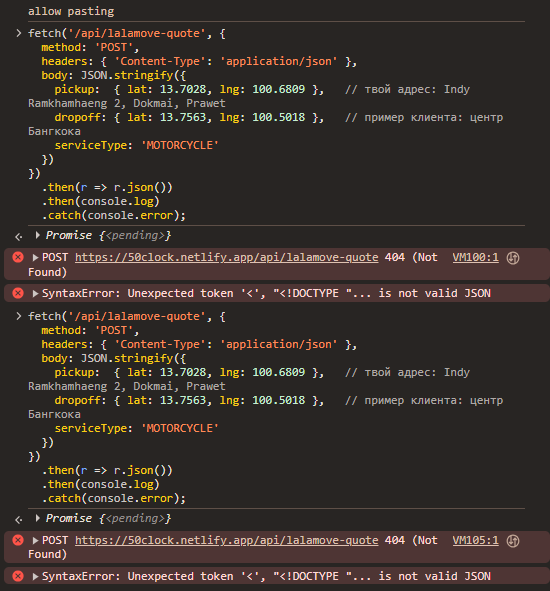 allow pasting
> fetch('/api/lalamove-quote', {
method: 'POST',
headers: { 'Content-Type': 'application/json' },
body: JSON.stringify({
pickup: { lat: 13.7028, lng: 100.6809 }, // твой адрес: Indy
Ramkhamhaeng 2, Dokmai, Prawet
dropoff: { lat: 13.7563, lng: 100.5018 }, // пример клиента: центр
Бангкока
serviceType: 'MOTORCYCLE'
})
})
.then(r => r.json())
.then(console.log)
.catch(console.error);
Promise {<pending>}
POST https://50clock.netlify.app/api/lalamove-quote 404 (Not VM100:1
Found)
SyntaxError: Unexpected token '<', "<!DOCTYPE "... is not valid JSON
> fetch('/api/lalamove-quote', {
method: 'POST',
headers: { 'Content-Type': 'application/json' },
body: JSON.stringify({
pickup: { lat: 13.7028, lng: 100.6809 }, // твой адрес: Indy
Ramkhamhaeng 2, Dokmai, Prawet
dropoff: { lat: 13.7563, lng: 100.5018 }, // пример клиента: центр
Бангкока
serviceType: 'MOTORCYCLE'
})
})
.then(r => r.json())
.then(console.log)
.catch(console.error);
Promise {<pending>}
POST https://50clock.netlify.app/api/lalamove-quote 404 (Not VM105:1
Found)
SyntaxError: Unexpected token '<', "<!DOCTYPE "... is not valid JSON